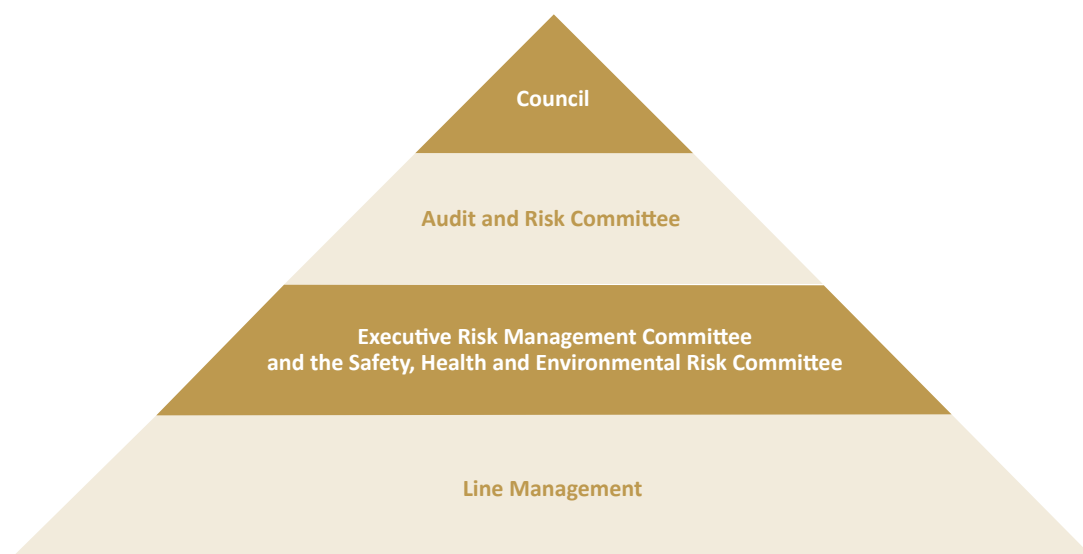 Council
Audit and Risk Committee
Executive Risk Management Committee
and the Safety, Health and Environmental Risk Committee
Line Management